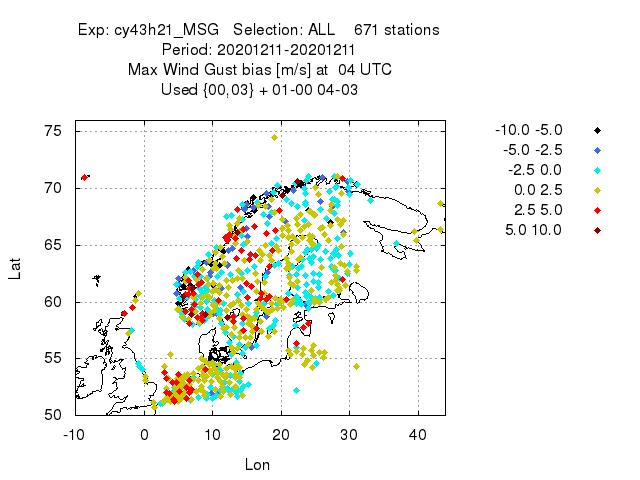 Exp: cy43h21_MSG   Selection: ALL    671 stations
Period: 20201211-20201211
Max Wind Gust bias [m/s] at  04 UTC
Used {00,03} + 01-00 04-03
-10.0 -5.0
-5.0 -2.5
-2.5 0.0
0.0 2.5
2.5 5.0
5.0 10.0
75
70
65
60
55
50
Lat
-10 0 10 20 30 40
Lon